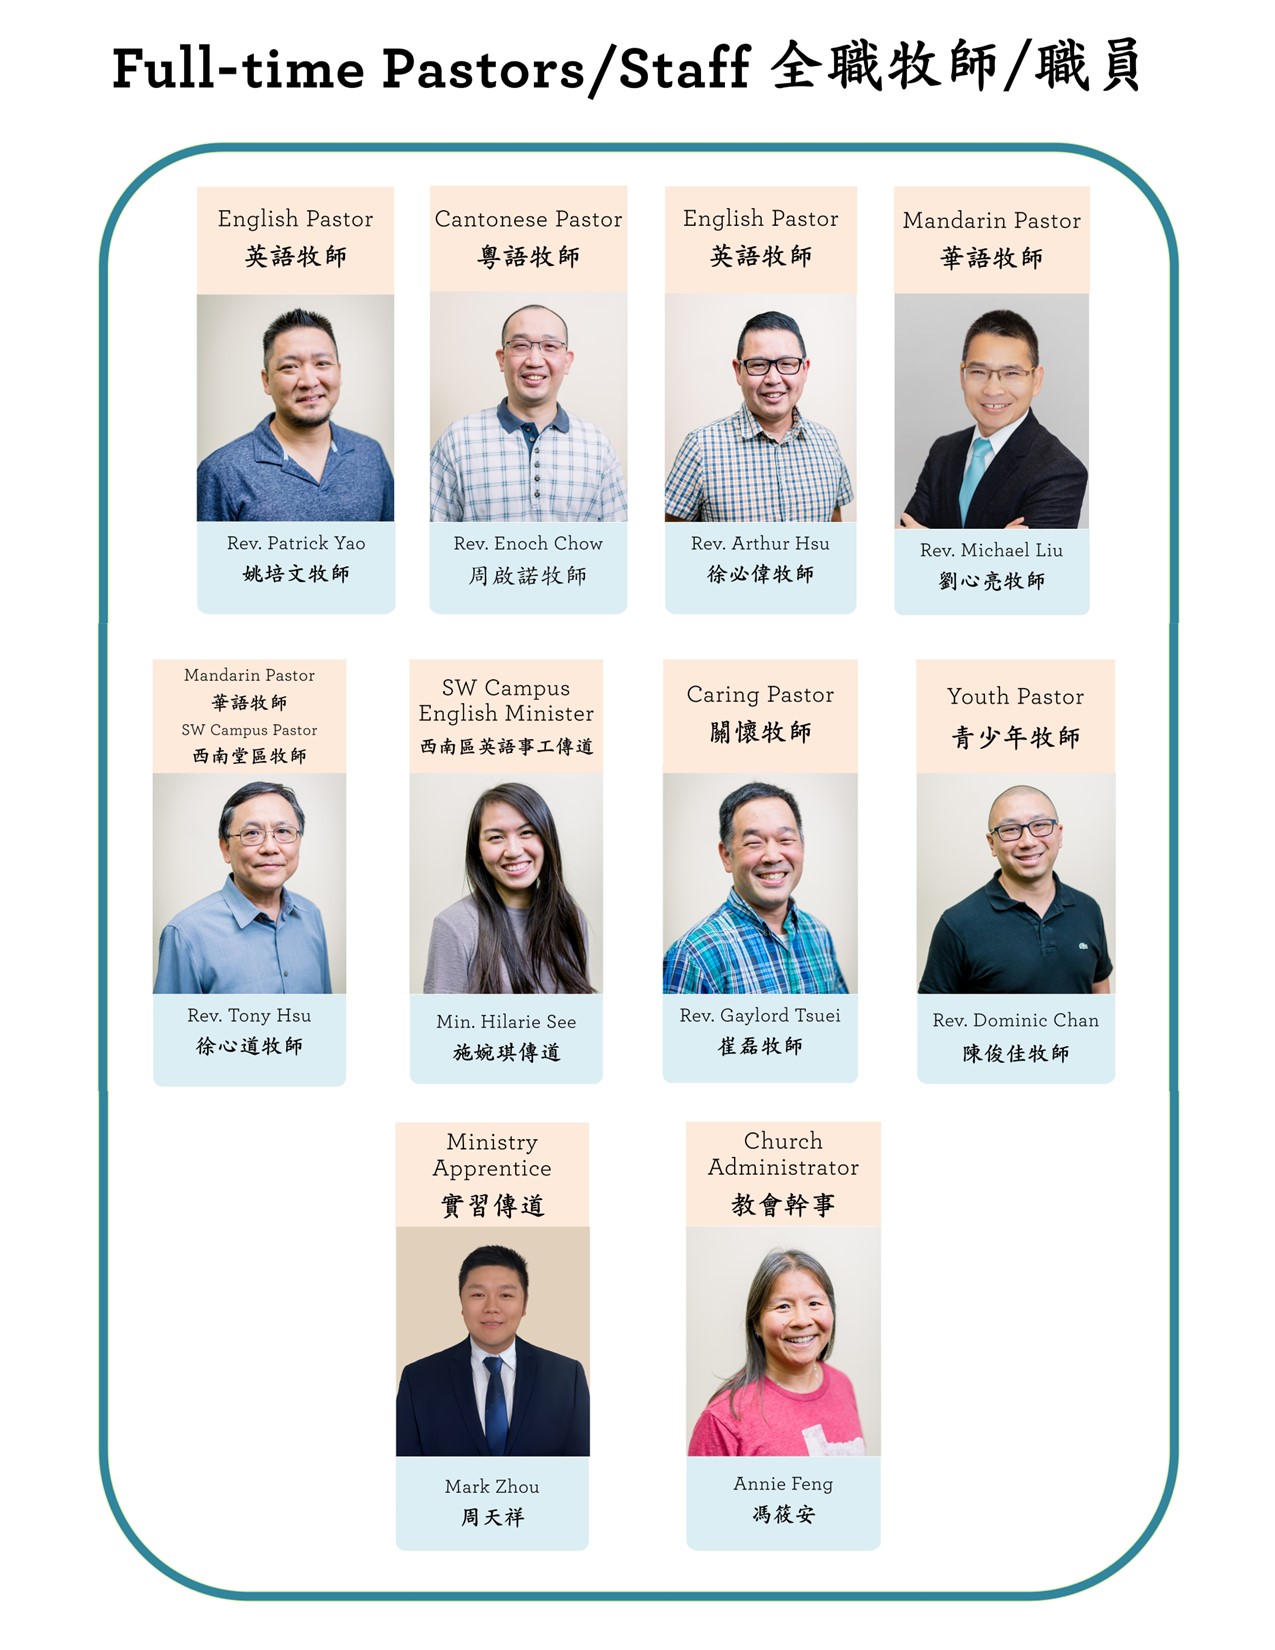 Full-time Pastors/Staff 全職牧師/職員
English Pastor
英語牧師
Rev. Patrick Yao
姚培文牧師
Cantonese Pastor
粵語牧師
Rev. Enoch Chow
周啟諾牧師
English Pastor
英語牧師
Rev. Arthur Hsu
徐必偉牧師
Mandarin Pastor
華語牧師
Rev. Michael Liu
劉心亮牧師
Mandarin Pastor
華語牧師
SW Campus Pastor
西南堂區牧師
Rev. Tony Hsu
徐心道牧師
SW Campus
English Minister
西南區英語事工傳道
Min. Hilarie See
施婉琪傳道
Caring Pastor
關懷牧師
Rev. Gaylord Tsuei
崔磊牧師
Youth Pastor
青少年牧師
Rev. Dominic Chan
陳俊佳牧師
Ministry
Apprentice
實習傳道
Mark Zhou
周天祥
Church
Administrator
教會幹事
Annie Feng
馮筱安